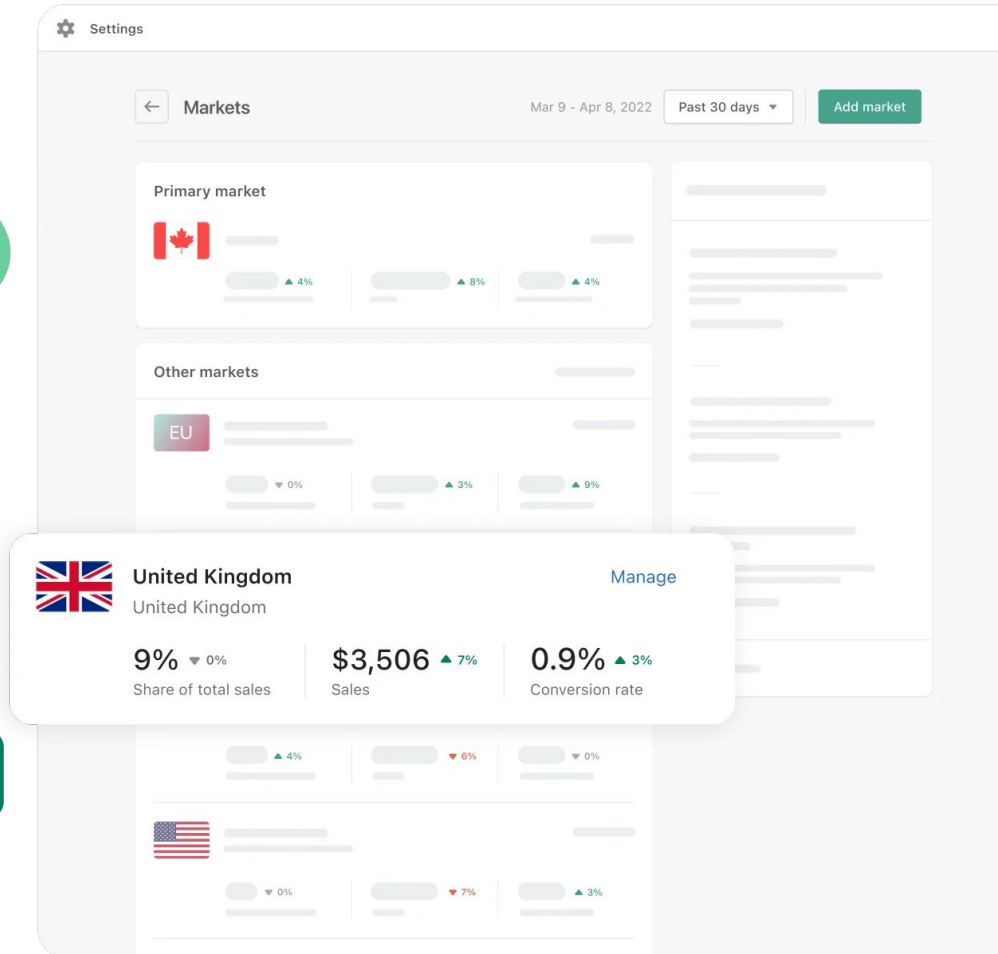 Settings
Markets
Mar 9 - Apr 8, 2022
Past 30 days
Add market
Primary market
4%
8%
4%
Other markets
EU
0%
3%
9%
United Kingdom
Manage
United Kingdom
9% 0%
$3,506 7%
0.9% 3%
Share of total sales
Sales
Conversion rate
4%
6%
0%
0%
7%
3%